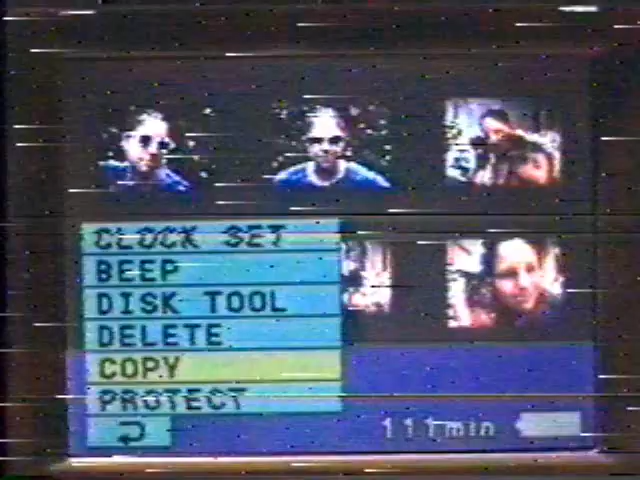 CLOCK SET
BEEP
DISK TOOL
DELETE
COPY
PROTECT
111min